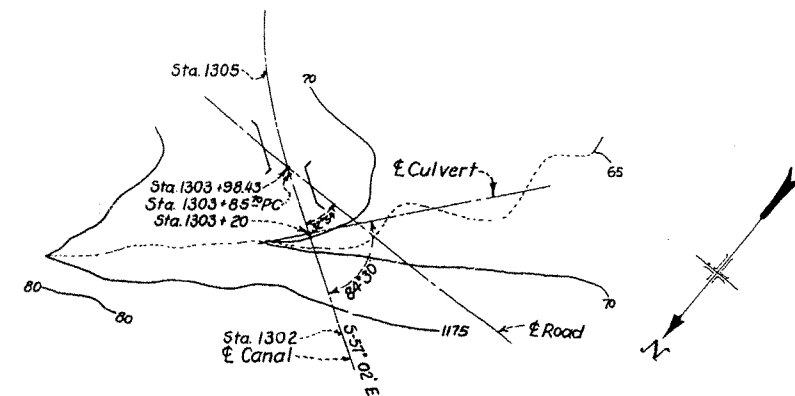 Sta. 1305
70
℄ Culvert
65
Sta. 1303 + 98.43
Sta. 1303 + 85.70 PC
Sta. 1303 + 20
84°30
80
80
70
1175
Sta. 1302
℄ Canal
S-57° 02' E
℄ Road
N